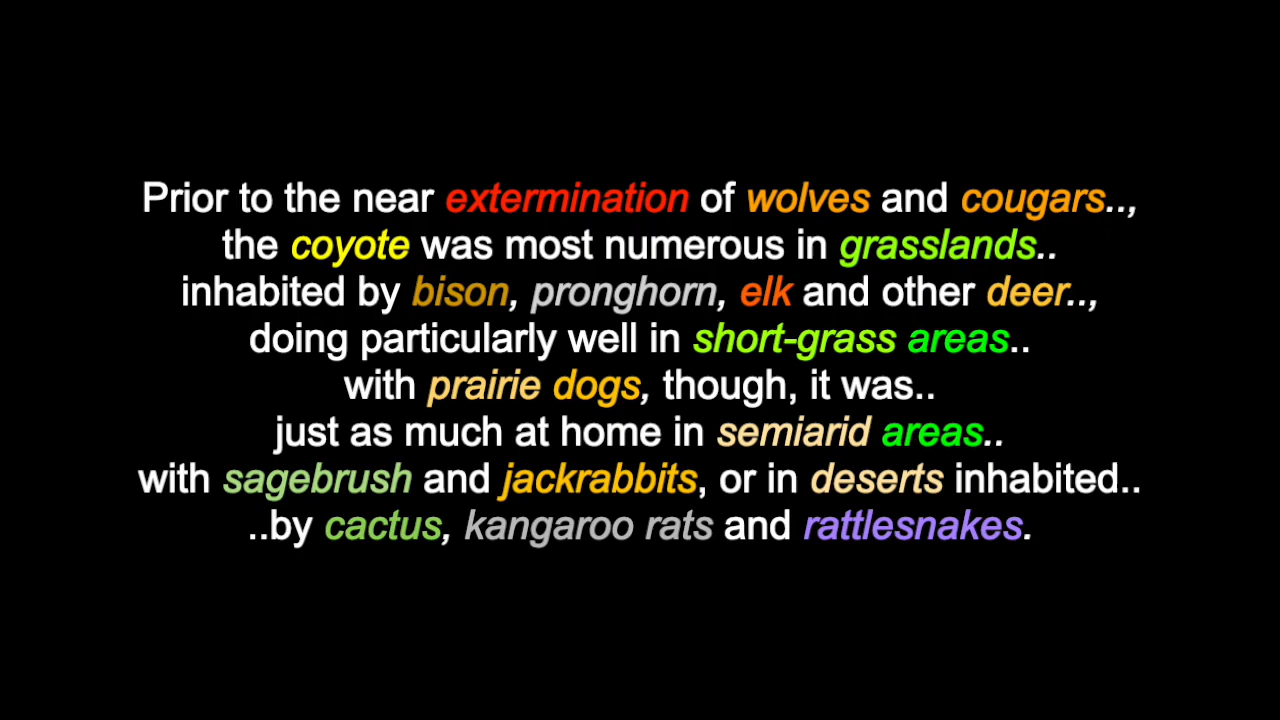 Prior to the near extermination of wolves and cougars..,
the coyote was most numerous in grasslands..
inhabited by bison, pronghorn, elk and other deer..,
doing particularly well in short-grass areas..
with prairie dogs, though, it was..
just as much at home in semiarid areas..
with sagebrush and jackrabbits, or in deserts inhabited..
..by cactus, kangaroo rats and rattlesnakes.